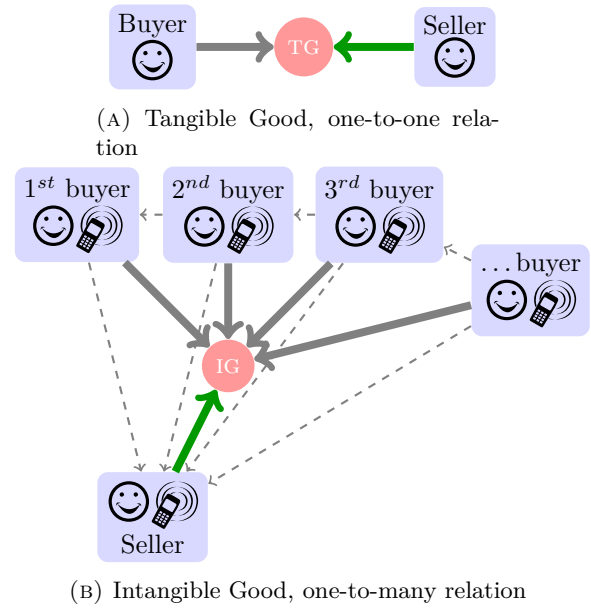 Buyer
TG
Seller
(A) Tangible Good, one-to-one rela-
tion
1st buyer
2nd buyer
3rd buyer
...buyer
IG
Seller
(B) Intangible Good, one-to-many relation